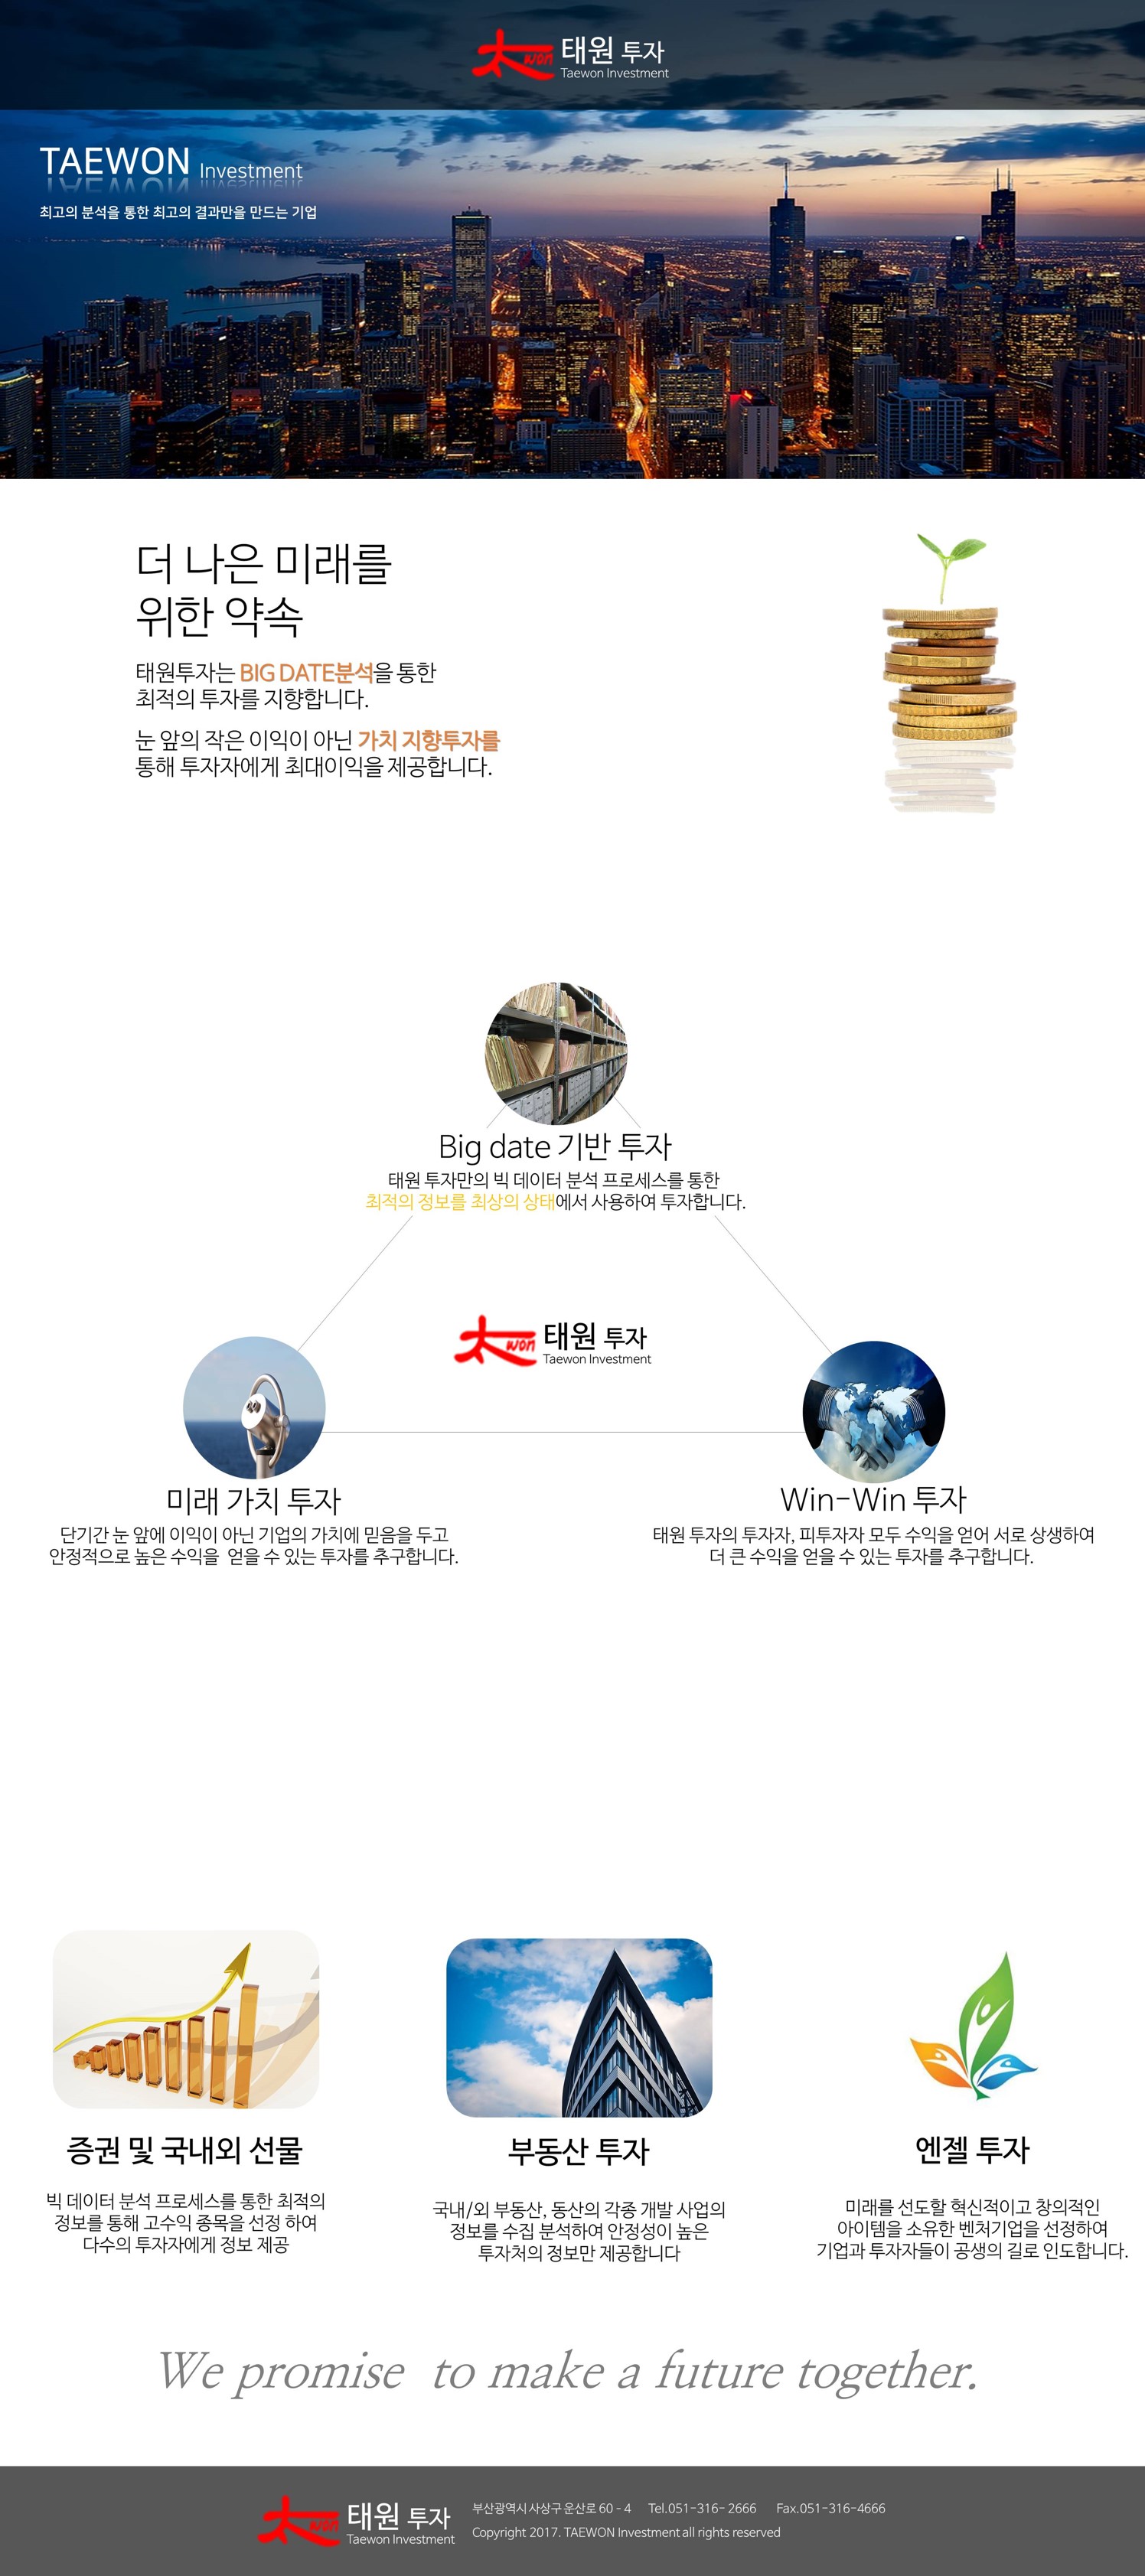 太won 태원 투자
Taewon Investment
TAEWON Investment
최고의 분석을 통한 최고의 결과만을 만드는 기업
더 나은 미래를
위한 약속
태원투자는 BIG DATE분석을 통한
최적의 투자를 지향합니다.
눈 앞의 작은 이익이 아닌 가치 지향투자를
통해 투자자에게 최대이익을 제공합니다.
Big date 기반 투자
태원 투자만의 빅 데이터 분석 프로세스를 통한
최적의 정보를 최상의 상태에서 사용하여 투자합니다.
太won 태원 투자
Taewon Investment
미래 가치 투자
단기간 눈 앞에 이익이 아닌 기업의 가치에 믿음을 두고
안정적으로 높은 수익을 얻을 수 있는 투자를 추구합니다.
Win-Win 투자
태원 투자의 투자자, 피투자자 모두 수익을 얻어 서로 상생하여
더 큰 수익을 얻을 수 있는 투자를 추구합니다.
증권 및 국내외 선물
빅 데이터 분석 프로세스를 통한 최적의
정보를 통해 고수익 종목을 선정 하여
다수의 투자자에게 정보 제공
부동산 투자
국내/외 부동산, 동산의 각종 개발 사업의
정보를 수집 분석하여 안정성이 높은
투자처의 정보만 제공합니다
엔젤 투자
미래를 선도할 혁신적이고 창의적인
아이템을 소유한 벤처기업을 선정하여
기업과 투자자들이 공생의 길로 인도합니다.
We promise to make a future together.
太won 태원 투자
Taewon Investment
부산광역시 사상구 운산로 60 - 4 Tel.051-316- 2666 Fax.051-316-4666
Copyright 2017. TAEWON Investment all rights reserved